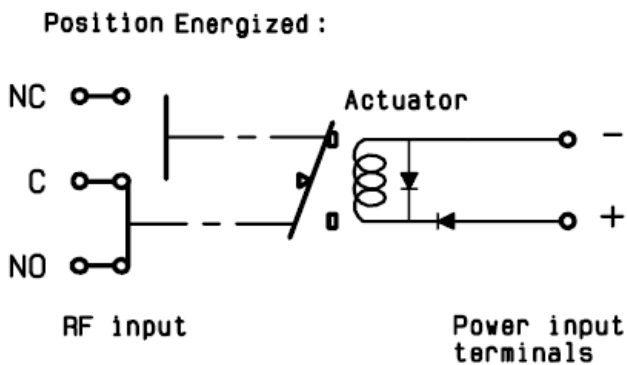 Position Energized :
NC
Actuator
-
C
+
NO
RF input
Power input
terminals